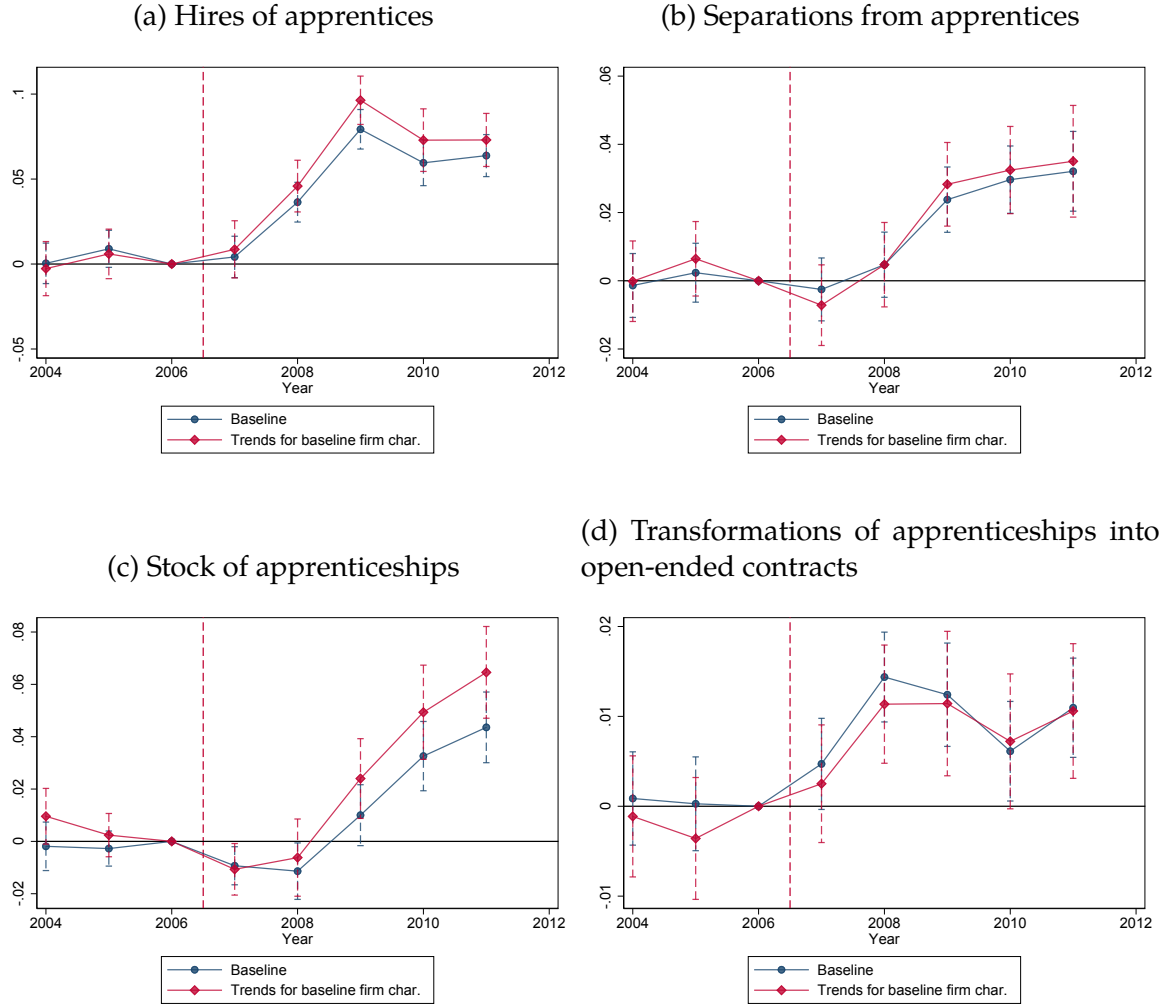 (a) Hires of apprentices
.1
.05
0
-.05
2004 2006 2008 2010 2012
Year
Baseline
Trends for baseline firm char.
(b) Separations from apprentices
.06
.04
.02
0
-.02
2004 2006 2008 2010 2012
Year
Baseline
Trends for baseline firm char.
(c) Stock of apprenticeships
.08
.06
.04
.02
0
-.02
2004 2006 2008 2010 2012
Year
Baseline
Trends for baseline firm char.
(d) Transformations of apprenticeships into
open-ended contracts
.02
.01
0
-.01
2004 2006 2008 2010 2012
Year
Baseline
Trends for baseline firm char.